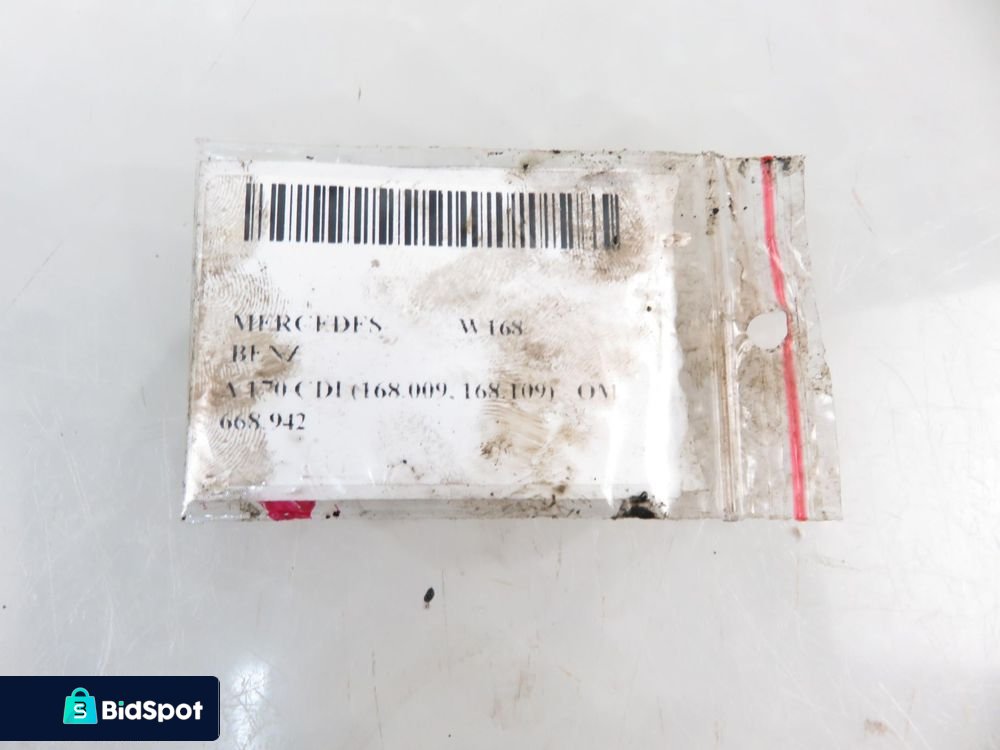 MERCEDES W168
BENZ
A 170 CDI (168.009, 168.109) OM
668.942
BidSpot